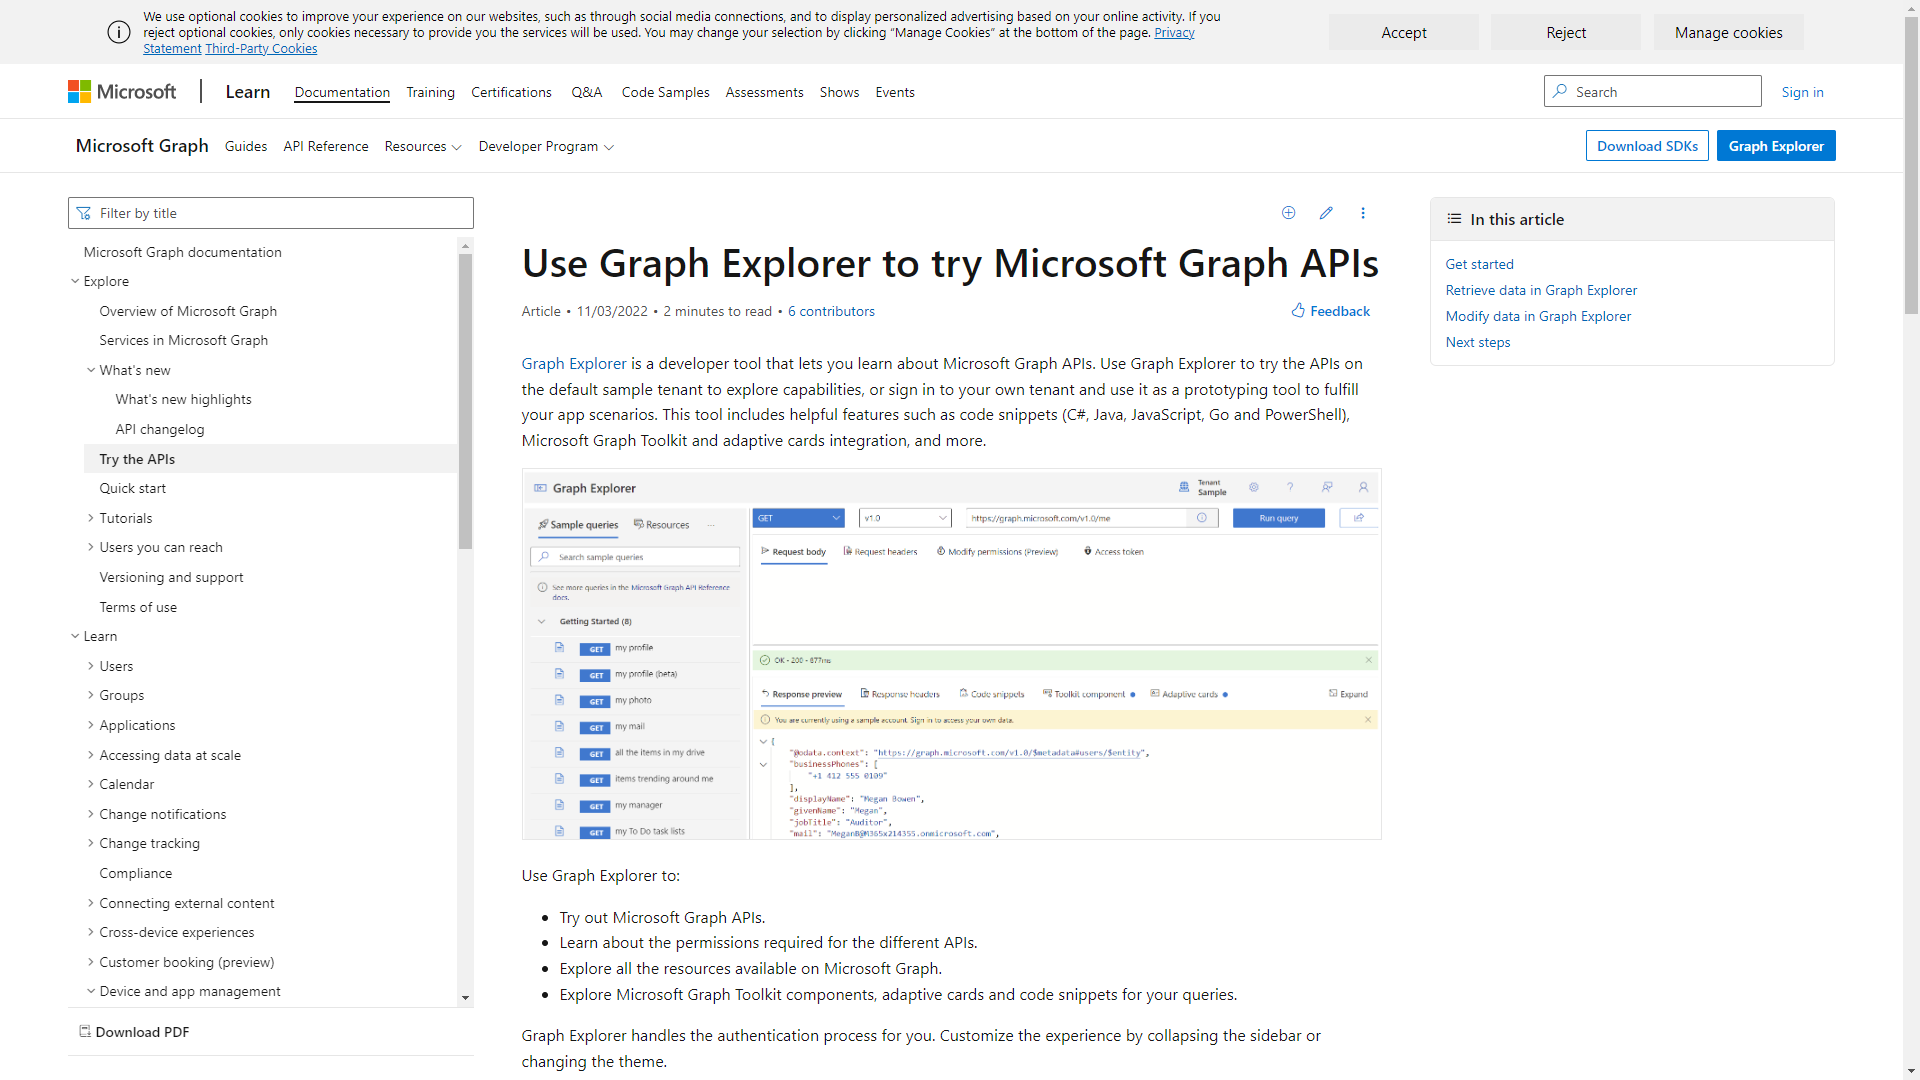 We use optional cookies to improve your experience on our websites, such as through social media connections, and to display personalized advertising based on your online activity. If you
reject optional cookies, only cookies necessary to provide you the services will be used. You may change your selection by clicking “Manage Cookies” at the bottom of the page. Privacy
Statement Third-Party Cookies
Accept
Reject
Manage cookies
Microsoft
Learn
Documentation
Training
Certifications
Q&A
Code Samples
Assessments
Shows
Events
Search
Sign in
Microsoft Graph
Guides
API Reference
Resources
Developer Program
Download SDKs
Graph Explorer
Filter by title
Microsoft Graph documentation
Explore
Overview of Microsoft Graph
Services in Microsoft Graph
What's new
What's new highlights
API changelog
Try the APIs
Quick start
Tutorials
Users you can reach
Versioning and support
Terms of use
Learn
Users
Groups
Applications
Accessing data at scale
Calendar
Change notifications
Change tracking
Compliance
Connecting external content
Cross-device experiences
Customer booking (preview)
Device and app management
Download PDF
Use Graph Explorer to try Microsoft Graph APIs
Article • 11/03/2022 • 2 minutes to read • 6 contributors
Feedback
Graph Explorer is a developer tool that lets you learn about Microsoft Graph APIs. Use Graph Explorer to try the APIs on
the default sample tenant to explore capabilities, or sign in to your own tenant and use it as a prototyping tool to fulfill
your app scenarios. This tool includes helpful features such as code snippets (C#, Java, JavaScript, Go and PowerShell),
Microsoft Graph Toolkit and adaptive cards integration, and more.
Graph Explorer
Tenant
Sample
Sample queries
Resources
...
GET
v1.0
https://graph.microsoft.com/v1.0/me
Run query
Search sample queries
Request body
Request headers
Modify permissions (Preview)
Access token
See more queries in the Microsoft Graph API Reference
docs.
Getting Started (8)
GET my profile
GET my profile (beta)
GET my photo
GET my mail
GET all the items in my drive
GET items trending around me
GET my manager
GET my To Do task lists
OK - 200 - 877ms
Response preview
Response headers
Code snippets
Toolkit component
Adaptive cards
Expand
You are currently using a sample account. Sign in to access your own data.
{
"@odata.context": "https://graph.microsoft.com/v1.0/$metadata#users/$entity",
"businessPhones": [
"+1 412 555 0109"
],
"displayName": "Megan Bowen",
"givenName": "Megan",
"jobTitle": "Auditor",
"mail": "MeganB@M365x214355.onmicrosoft.com",
Use Graph Explorer to:
• Try out Microsoft Graph APIs.
• Learn about the permissions required for the different APIs.
• Explore all the resources available on Microsoft Graph.
• Explore Microsoft Graph Toolkit components, adaptive cards and code snippets for your queries.
Graph Explorer handles the authentication process for you. Customize the experience by collapsing the sidebar or
changing the theme.
In this article
Get started
Retrieve data in Graph Explorer
Modify data in Graph Explorer
Next steps